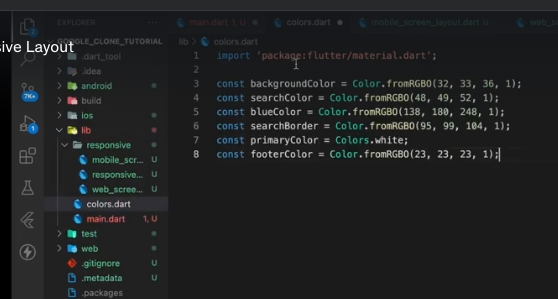 EXPLORER
main.dart 1, U
colors.dart
mobile_screen_layout.dart U
web_s
sive Layout
GOOGLE_CLONE_TUTORIAL
lib > colors.dart
.dart_tool
.idea
android
build
ios
lib
responsive
mobile_scr... U
responsive... U
web_scree... U
colors.dart
main.dart 1, U
test
web
.gitignore U
.metadata U
.packages
7K+
1
1 import 'package:flutter/material.dart';
2
3 const backgroundColor = Color.fromRGBO(32, 33, 36, 1);
4 const searchColor = Color.fromRGBO(48, 49, 52, 1);
5 const blueColor = Color.fromRGBO(138, 180, 248, 1);
6 const searchBorder = Color.fromRGBO(95, 99, 104, 1);
7 const primaryColor = Colors.white;
8 const footerColor = Color.fromRGBO(23, 23, 23, 1);